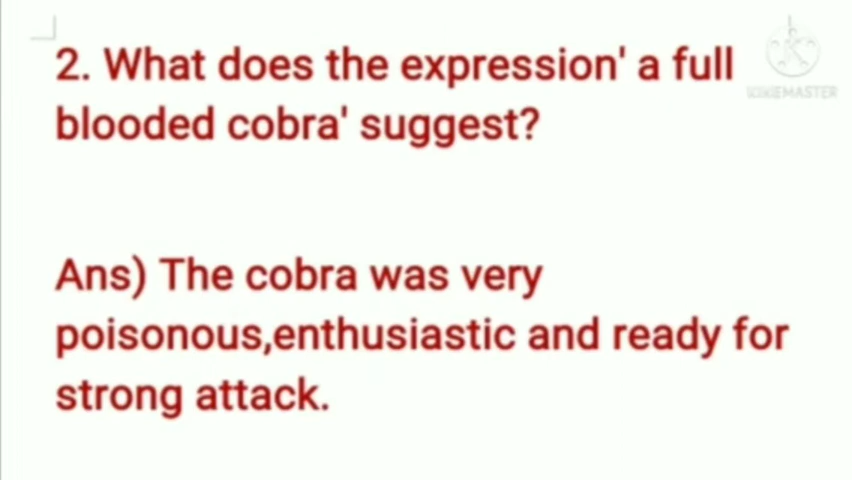 2. What does the expression' a full
KINEMASTER
blooded cobra' suggest?
Ans) The cobra was very
poisonous,enthusiastic and ready for
strong attack.